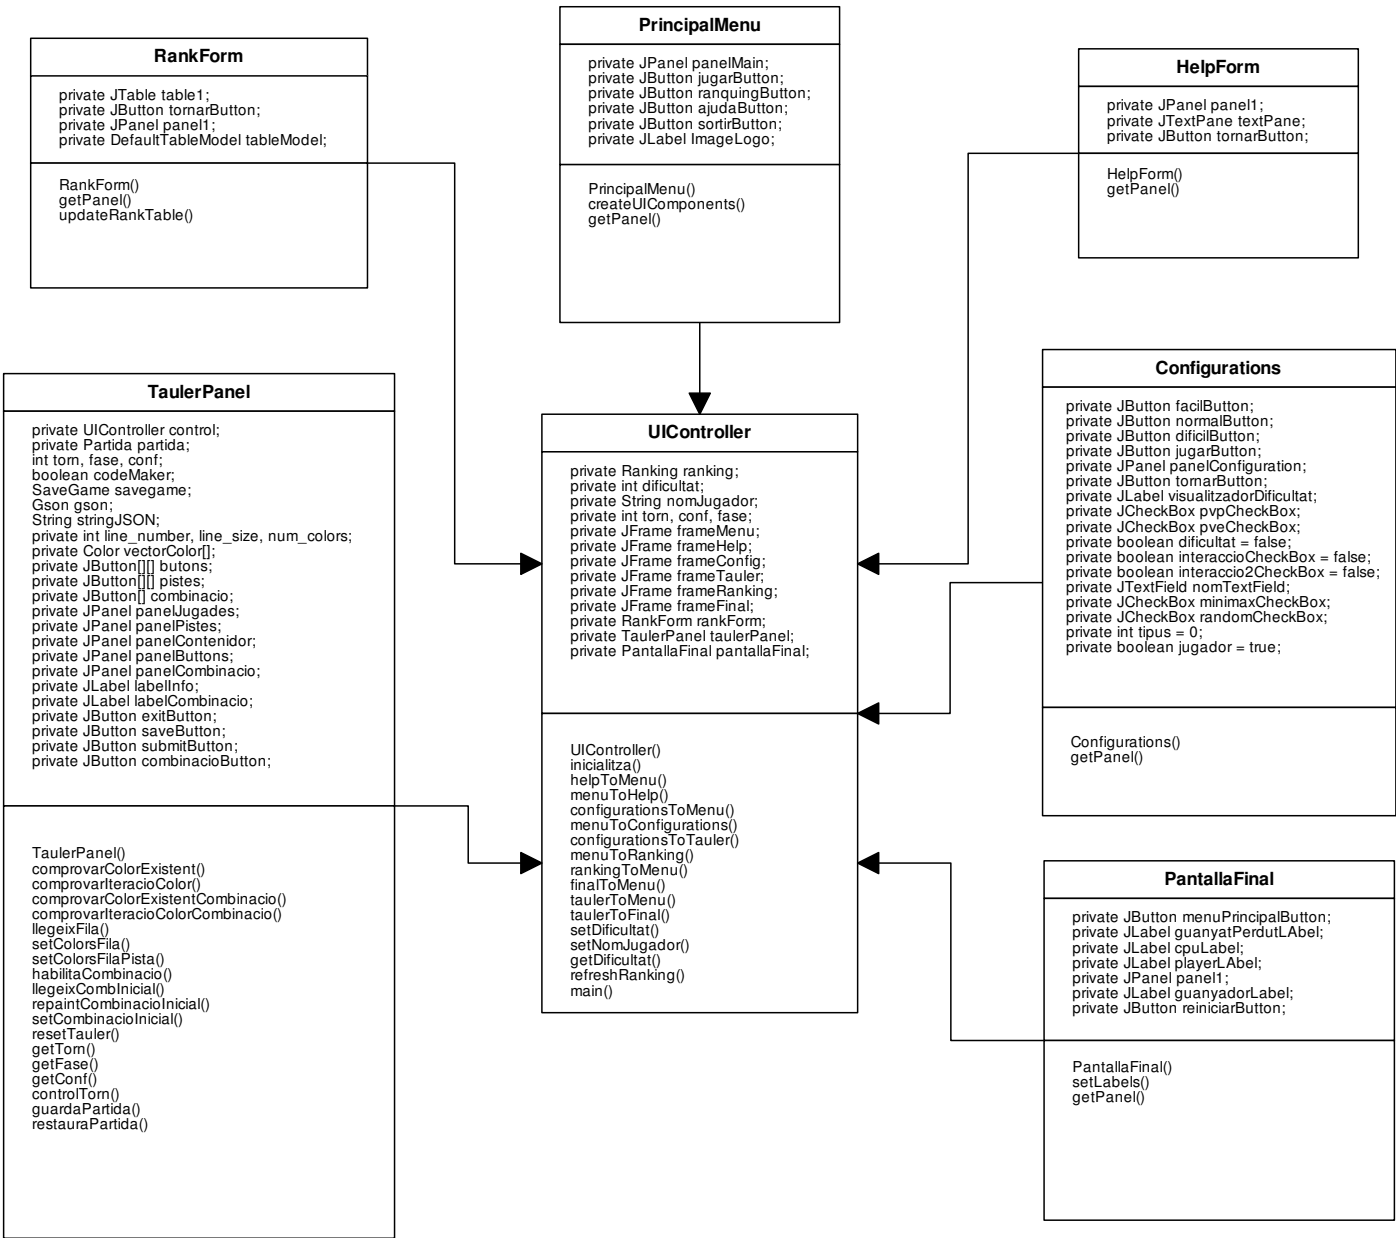 RankForm
private JTable table1;
private JButton tornarButton;
private JPanel panel1;
private DefaultTableModel tableModel;
RankForm()
getPanel()
updateRankTable()
PrincipalMenu
private JPanel panelMain;
private JButton jugarButton;
private JButton ranquingButton;
private JButton ajudaButton;
private JButton sortirButton;
private JLabel ImageLogo;
PrincipalMenu()
createUIComponents()
getPanel()
HelpForm
private JPanel panel1;
private JTextPane textPane;
private JButton tornarButton;
HelpForm()
getPanel()
TaulerPanel
private UIController control;
private Partida partida;
int torn, fase, conf;
boolean codeMaker;
SaveGame savegame;
Gson gson;
String stringJSON;
private int line_number, line_size, num_colors;
private Color vectorColor[];
private JButton[][] butons;
private JButton[][] pistes;
private JButton[] combinacio;
private JPanel panelJugades;
private JPanel panelPistes;
private JPanel panelContenidor;
private JPanel panelButtons;
private JPanel panelCombinacio;
private JLabel labelInfo;
private JLabel labelCombinacio;
private JButton exitButton;
private JButton saveButton;
private JButton submitButton;
private JButton combinacioButton;
TaulerPanel()
comprovarColorExistent()
comprovarIteracioColor()
comprovarColorExistentCombinacio()
comprovarIteracioColorCombinacio()
llegeixFila()
setColorsFila()
setColorsFilaPista()
habilitaCombinacio()
llegeixCombInicial()
repaintCombinacioInicial()
setCombinacioInicial()
resetTauler()
getTorn()
getFase()
getConf()
controlTorn()
guardaPartida()
restauraPartida()
UIController
private Ranking ranking;
private int dificultat;
private String nomJugador;
private int torn, conf, fase;
private JFrame frameMenu;
private JFrame frameHelp;
private JFrame frameConfig;
private JFrame frameTauler;
private JFrame frameRanking;
private JFrame frameFinal;
private RankForm rankForm;
private TaulerPanel taulerPanel;
private PantallaFinal pantallaFinal;
UIController()
inicialitza()
helpToMenu()
menuToHelp()
configurationsToMenu()
menuToConfigurations()
configurationsToTauler()
menuToRanking()
rankingToMenu()
finalToMenu()
taulerToMenu()
taulerToFinal()
setDificultat()
setNomJugador()
getDificultat()
refreshRanking()
main()
Configurations
private JButton facilButton;
private JButton normalButton;
private JButton dificilButton;
private JButton jugarButton;
private JPanel panelConfiguration;
private JButton tornarButton;
private JLabel visualitzadorDificultat;
private JCheckBox pvpCheckBox;
private JCheckBox pveCheckBox;
private boolean dificultat = false;
private boolean interaccioCheckBox = false;
private boolean interaccio2CheckBox = false;
private JTextField nomTextField;
private JCheckBox minimaxCheckBox;
private JCheckBox randomCheckBox;
private int tipus = 0;
private boolean jugador = true;
Configurations()
getPanel()
PantallaFinal
private JButton menuPrincipalButton;
private JLabel guanyatPerdutLAbel;
private JLabel cpuLabel;
private JLabel playerLAbel;
private JPanel panel1;
private JLabel guanyadorLabel;
private JButton reiniciarButton;
PantallaFinal()
setLabels()
getPanel()